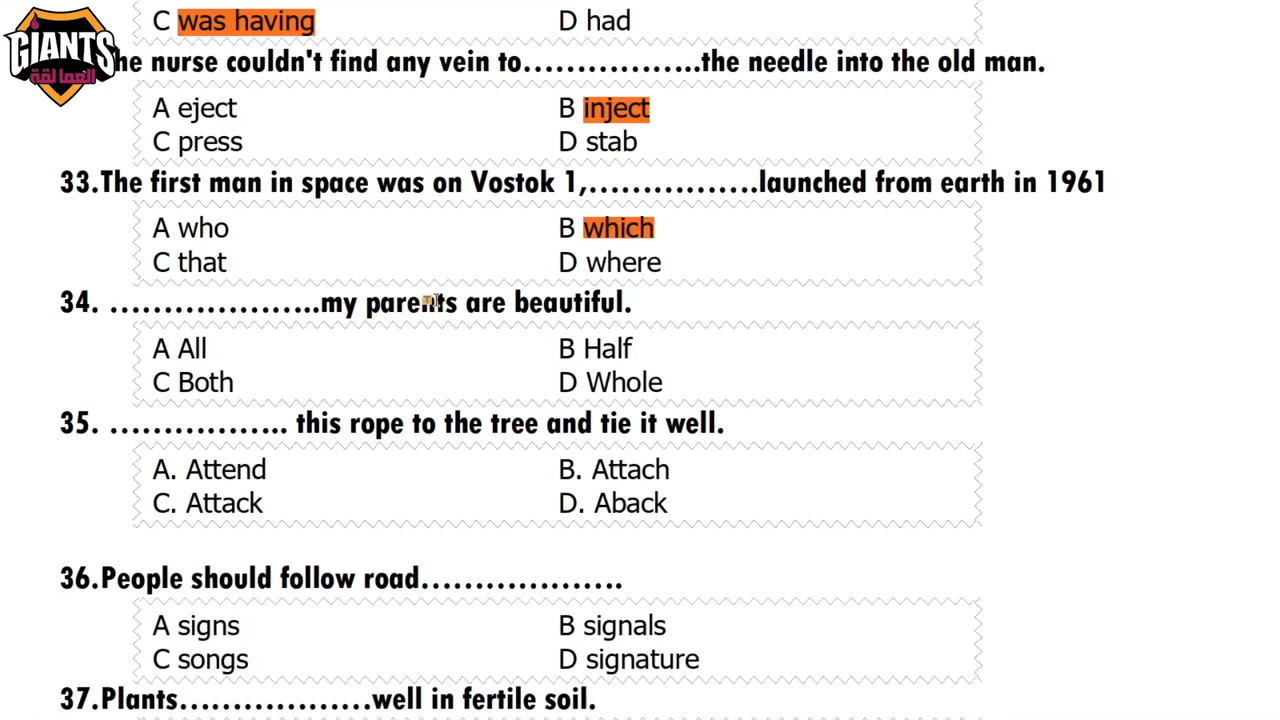 GIANTS
العمالقة
C was having D had
he nurse couldn't find any vein to………………..the needle into the old man.
A eject B inject
C press D stab
33.The first man in space was on Vostok 1,…………….launched from earth in 1961
A who B which
C that D where
34. ………………..my parents are beautiful.
A All B Half
C Both D Whole
35. …………….. this rope to the tree and tie it well.
A. Attend B. Attach
C. Attack D. Aback
36.People should follow road……………….
A signs B signals
C songs D signature
37.Plants………………well in fertile soil.